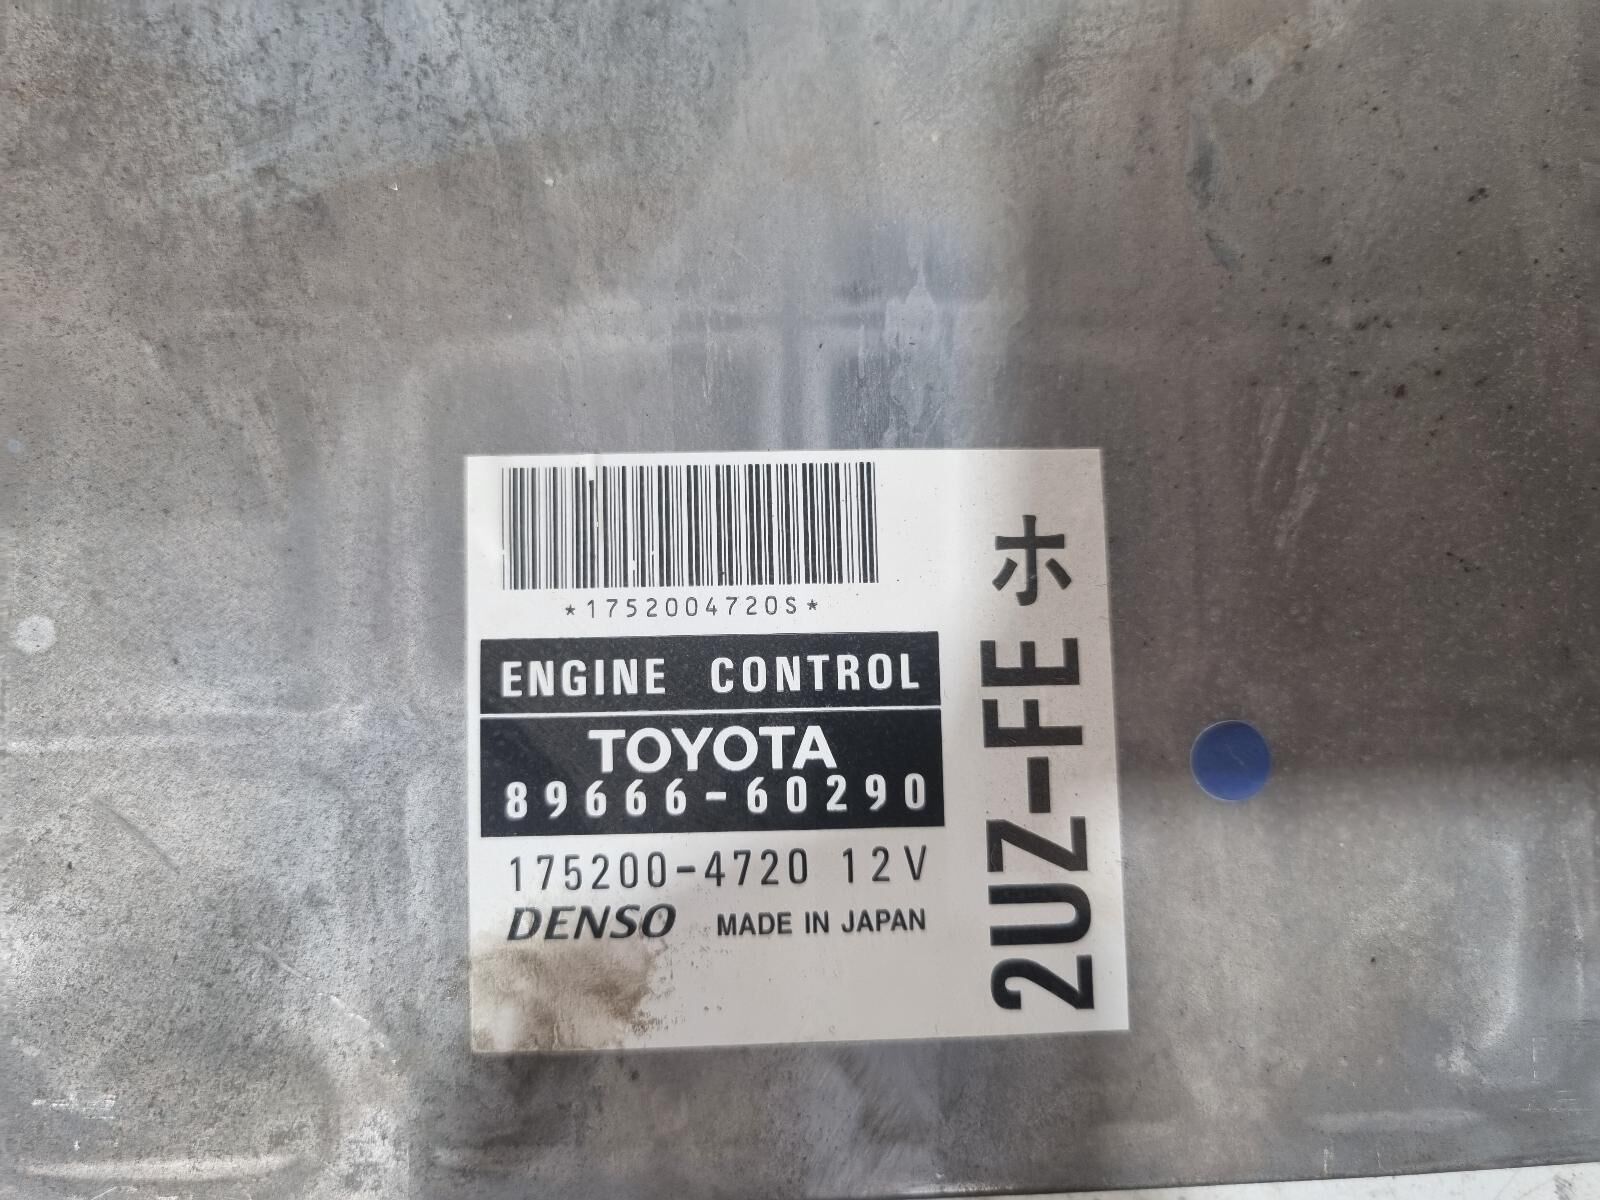 *1752004720S*
ENGINE CONTROL
TOYOTA
89666-60290
175200-4720 12V
DENSO MADE IN JAPAN
2UZ-FE ホ